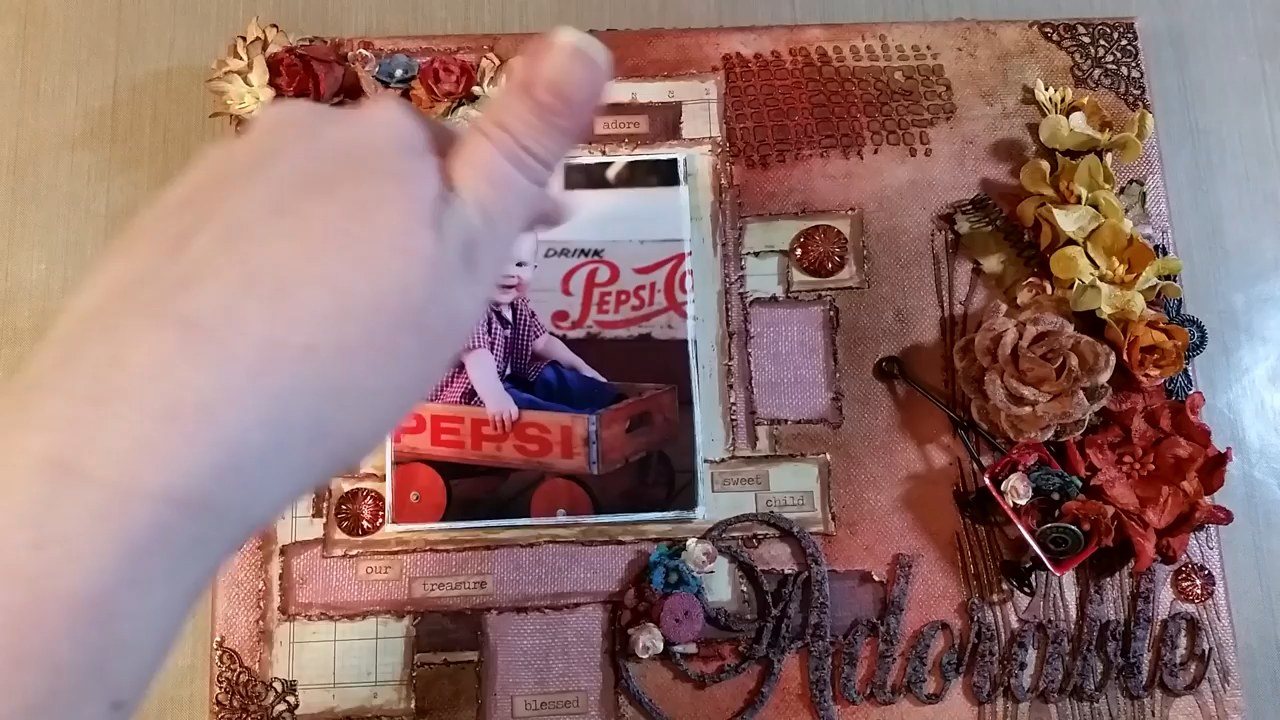 adore
DRINK
PEPSI-C
PEPSI
sweet
child
our
treasure
Adorable
blessed